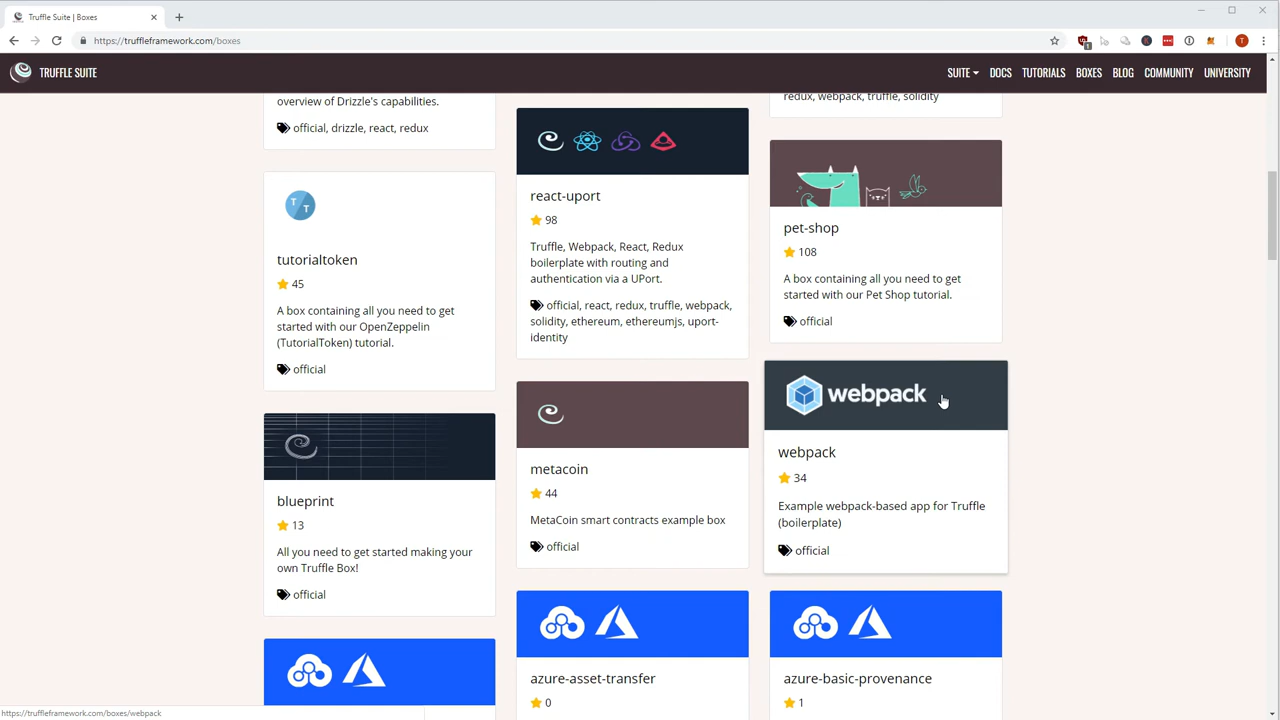 Truffle Suite | Boxes
https://truffleframework.com/boxes
1
T
TRUFFLE SUITE
SUITE
DOCS
TUTORIALS
BOXES
BLOG
COMMUNITY
UNIVERSITY
overview of Drizzle's capabilities.
official, drizzle, react, redux
TT
tutorialtoken
45
A box containing all you need to get
started with our OpenZeppelin
(TutorialToken) tutorial.
official
blueprint
13
All you need to get started making your
own Truffle Box!
official
react-uport
98
Truffle, Webpack, React, Redux
boilerplate with routing and
authentication via a UPort.
official, react, redux, truffle, webpack,
solidity, ethereum, ethereumjs, uport-
identity
metacoin
44
MetaCoin smart contracts example box
official
azure-asset-transfer
0
redux, webpack, truffle, solidity
pet-shop
108
A box containing all you need to get
started with our Pet Shop tutorial.
official
webpack
webpack
34
Example webpack-based app for Truffle
(boilerplate)
official
azure-basic-provenance
1
https://truffleframework.com/boxes/webpack